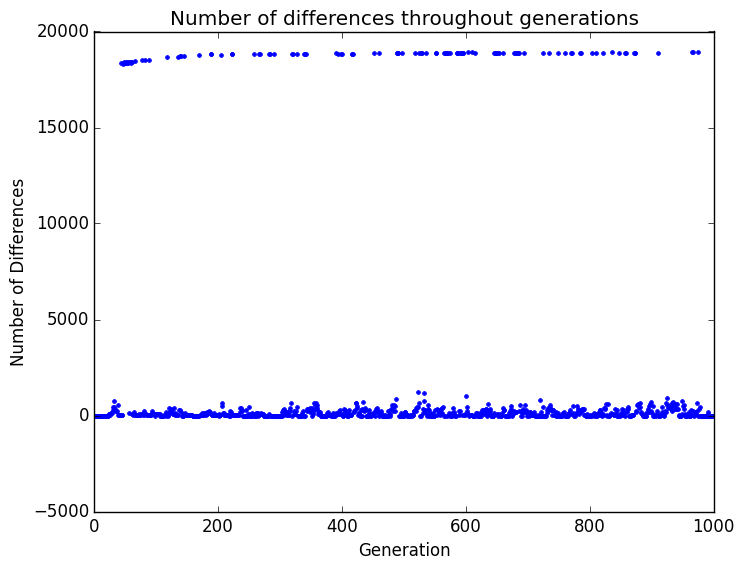 Number of differences throughout generations
20000
15000
10000
5000
0
−5000
Number of Differences
0 200 400 600 800 1000
Generation